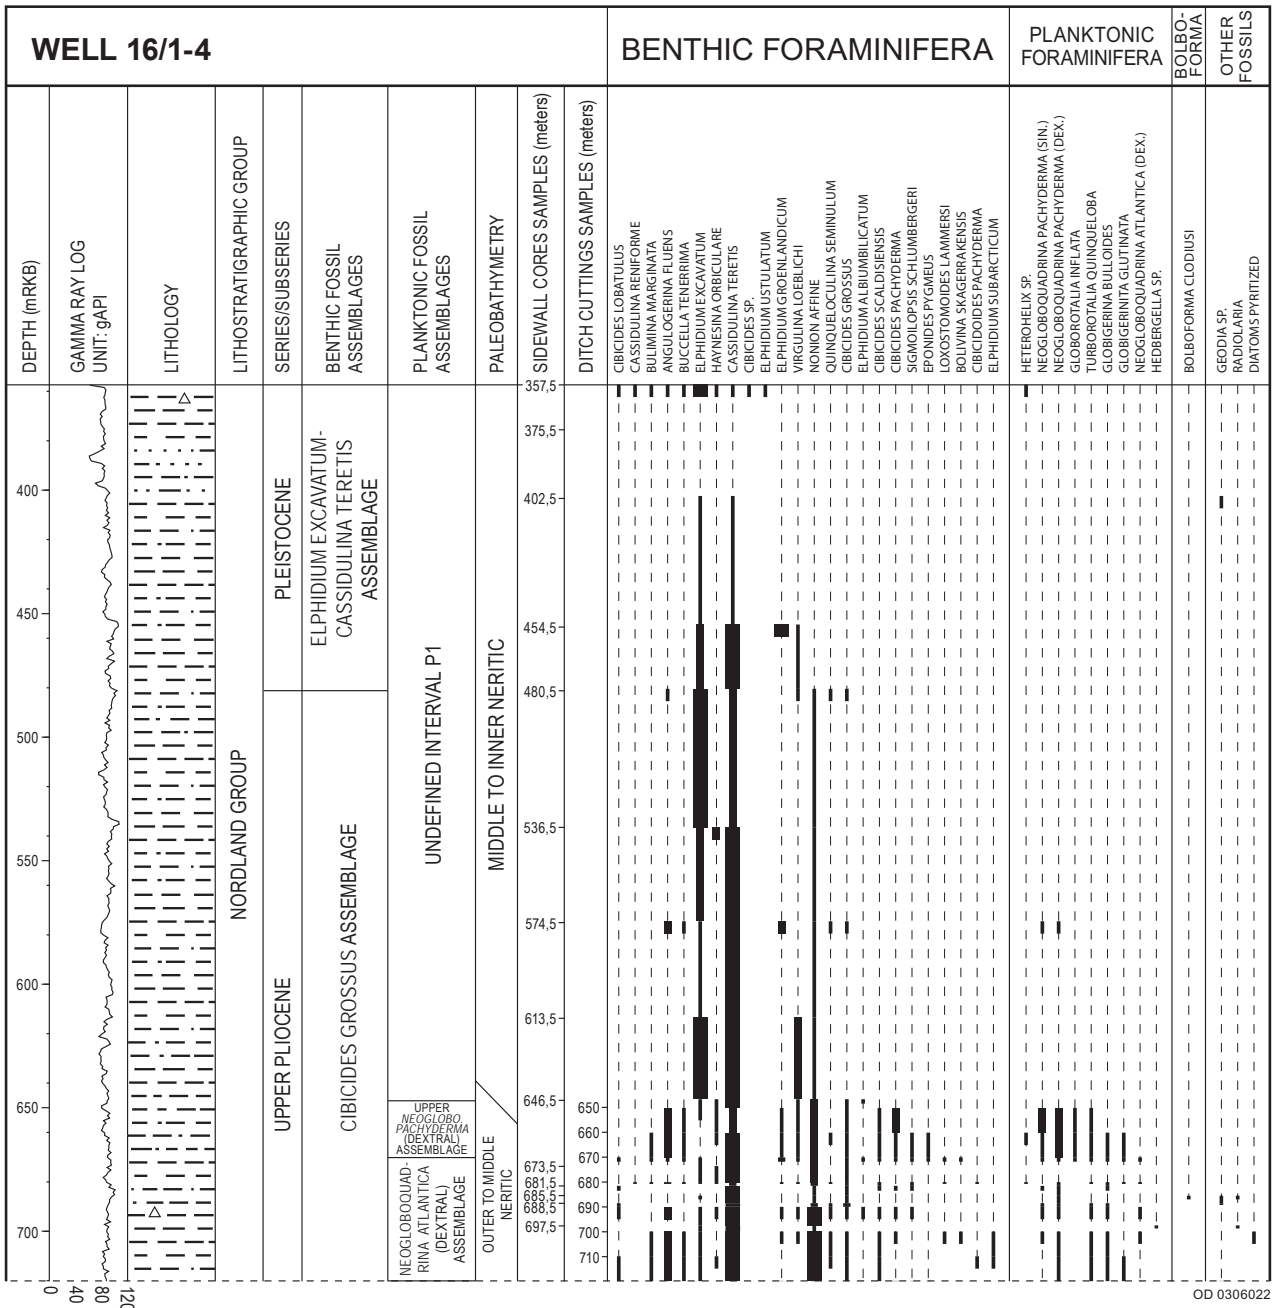 WELL 16/1-4
BENTHIC FORAMINIFERA
PLANKTONIC
FORAMINIFERA
BOLBO-
FORMA
OTHER
FOSSILS
DEPTH (mRKB)
GAMMA RAY LOG
UNIT: gAPI
LITHOLOGY
LITHOSTRATIGRAPHIC GROUP
SERIES/SUBSERIES
BENTHIC FOSSIL
ASSEMBLAGES
PLANKTONIC FOSSIL
ASSEMBLAGES
PALEOBATHYMETRY
SIDEWALL CORES SAMPLES (meters)
DITCH CUTTINGS SAMPLES (meters)
CIBICIDES LOBATULUS
CASSIDULINA RENIFORME
BULIMINA MARGINATA
ANGULOGERINA FLUENS
BUCCELLA TENERRIMA
ELPHIDIUM EXCAVATUM
HAYNESINA ORBICULARE
CASSIDULINA TERETIS
CIBICIDES SP.
ELPHIDIUM USTULATUM
ELPHIDIUM GROENLANDICUM
VIRGULINA LOEBLICHI
NONION AFFINE
QUINQUELOCULINA SEMINULUM
CIBICIDES GROSSUS
ELPHIDIUM ALBIUMBILICATUM
CIBICIDES SCALDISIENSIS
CIBICIDES PACHYDERMA
SIGMOILOPSIS SCHLUMBERGERI
EPONIDES PYGMEUS
LOXOSTOMOIDES LAMMERSI
BOLIVINA SKAGERRAKENSIS
CIBICIDOIDES PACHYDERMA
ELPHIDIUM SUBARCTICUM
HETEROHELIX SP.
NEOGLOBOQUADRINA PACHYDERMA (SIN.)
NEOGLOBOQUADRINA PACHYDERMA (DEX.)
GLOBOROTALIA INFLATA
TURBOROTALIA QUINQUELOBA
GLOBIGERINA BULLOIDES
GLOBIGERINITA GLUTINATA
NEOGLOBOQUADRINA ATLANTICA (DEX.)
HEDBERGELLA SP.
BOLBOFORMA CLODIUSI
GEODIA SP.
RADIOLARIA
DIATOMS PYRITIZED
400
450
500
550
600
650
700
NORDLAND GROUP
PLEISTOCENE
UPPER PLIOCENE
ELPHIDIUM EXCAVATUM-
CASSIDULINA TERETIS
ASSEMBLAGE
CIBICIDES GROSSUS ASSEMBLAGE
UNDEFINED INTERVAL P1
UPPER
NEOGLOBO
PACHYDERMA
(DEXTRAL)
ASSEMBLAGE
NEOGLOBOQUAD-
RINA ATLANTICA
(DEXTRAL)
ASSEMBLAGE
MIDDLE TO INNER NERITIC
OUTER TO MIDDLE
NERITIC
357,5
375,5
402,5
454,5
480,5
536,5
574,5
613,5
646,5
673,5
681,5
685,5
688,5
697,5
650
660
670
680
690
700
710
0
40
80
120
OD 0306022